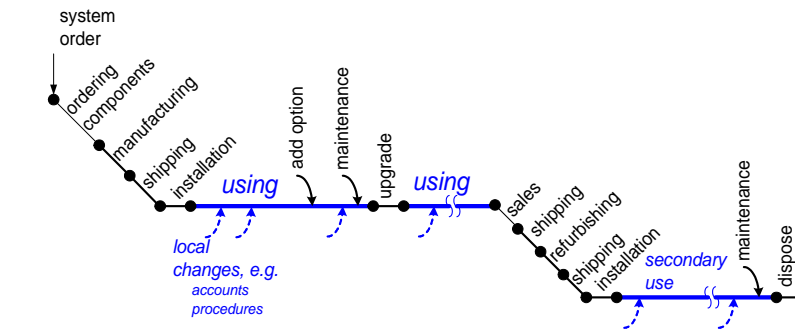 system
order
ordering
components
manufacturing
shipping
installation
using
add option
maintenance
upgrade
using
local
changes, e.g.
accounts
procedures
sales
shipping
refurbishing
shipping
installation
secondary
use
maintenance
dispose